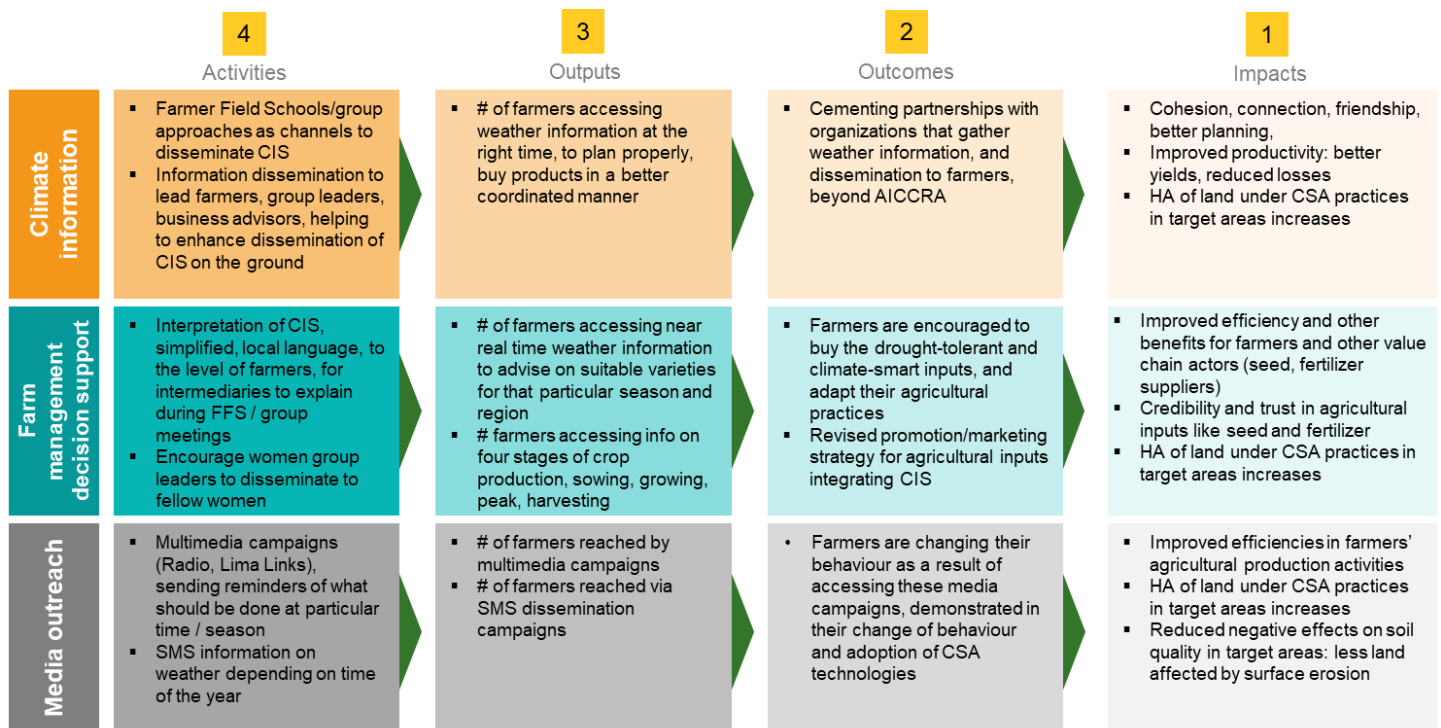 4
Activities
3
Outputs
2
Outcomes
1
Impacts
Climate
information
▪ Farmer Field Schools/group
approaches as channels to
disseminate CIS
▪ Information dissemination to
lead farmers, group leaders,
business advisors, helping
to enhance dissemination of
CIS on the ground
▪ # of farmers accessing
weather information at the
right time, to plan properly,
buy products in a better
coordinated manner
▪ Cementing partnerships with
organizations that gather
weather information, and
dissemination to farmers,
beyond AICCRA
▪ Cohesion, connection, friendship,
better planning,
▪ Improved productivity: better
yields, reduced losses
▪ HA of land under CSA practices
in target areas increases
Farm
management
decision support
▪ Interpretation of CIS,
simplified, local language, to
the level of farmers, for
intermediaries to explain
during FFS / group
meetings
▪ Encourage women group
leaders to disseminate to
fellow women
▪ # of farmers accessing near
real time weather information
to advise on suitable varieties
for that particular season and
region
▪ # farmers accessing info on
four stages of crop
production, sowing, growing,
peak, harvesting
▪ Farmers are encouraged to
buy the drought-tolerant and
climate-smart inputs, and
adapt their agricultural
practices
▪ Revised promotion/marketing
strategy for agricultural inputs
integrating CIS
▪ Improved efficiency and other
benefits for farmers and other value
chain actors (seed, fertilizer
suppliers)
▪ Credibility and trust in agricultural
inputs like seed and fertilizer
▪ HA of land under CSA practices in
target areas increases
Media outreach
▪ Multimedia campaigns
(Radio, Lima Links),
sending reminders of what
should be done at particular
time / season
▪ SMS information on
weather depending on time
of the year
▪ # of farmers reached by
multimedia campaigns
▪ # of farmers reached via
SMS dissemination
campaigns
• Farmers are changing their
behaviour as a result of
accessing these media
campaigns, demonstrated in
their change of behaviour
and adoption of CSA
technologies
▪ Improved efficiencies in farmers'
agricultural production activities
▪ HA of land under CSA practices
in target areas increases
▪ Reduced negative effects on soil
quality in target areas: less land
affected by surface erosion